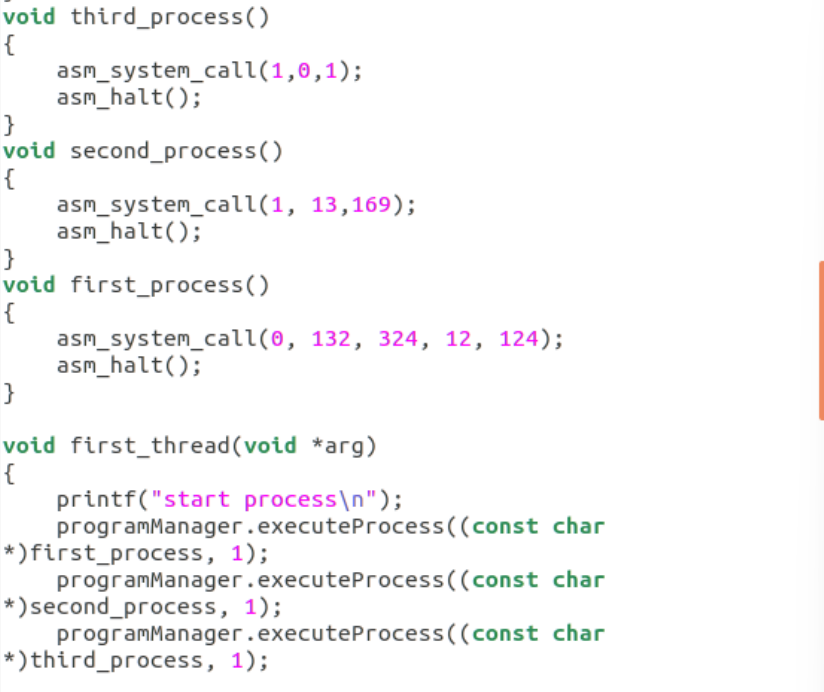 void third_process()
{
    asm_system_call(1,0,1);
    asm_halt();
}
void second_process()
{
    asm_system_call(1, 13,169);
    asm_halt();
}
void first_process()
{
    asm_system_call(0, 132, 324, 12, 124);
    asm_halt();
}

void first_thread(void *arg)
{
    printf("start process\n");
    programManager.executeProcess((const char
*)first_process, 1);
    programManager.executeProcess((const char
*)second_process, 1);
    programManager.executeProcess((const char
*)third_process, 1);